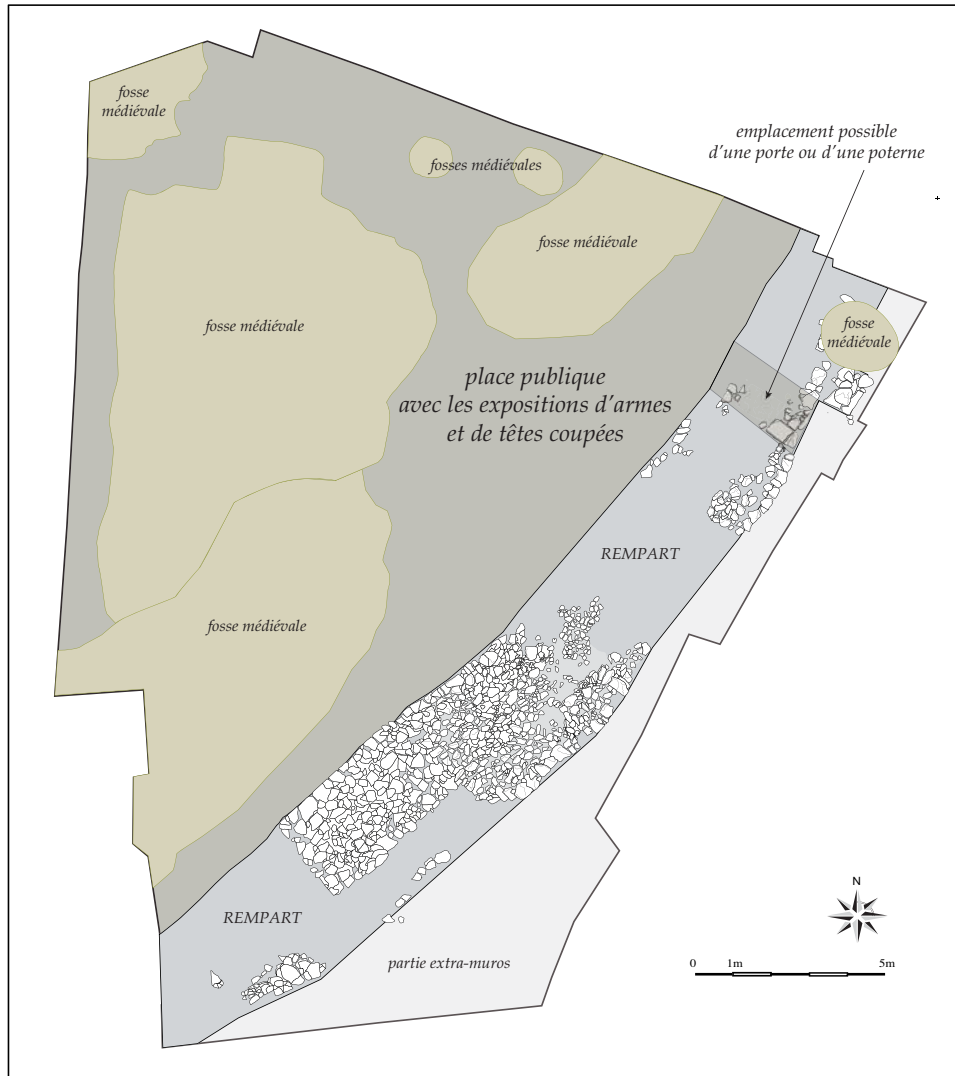 fosse
médiévale
fosses médiévales
emplacement possible
d'une porte ou d'une poterne
fosse médiévale
fosse médiévale
fosse
médiévale
place publique
avec les expositions d'armes
et de têtes coupées
REMPART
fosse médiévale
REMPART
partie extra-muros
N
0 1m 5m